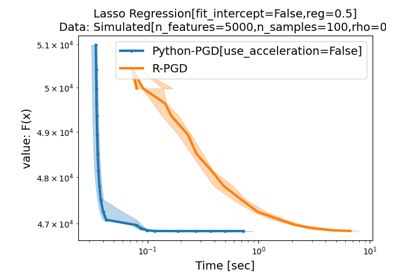 Lasso Regression[fit_intercept=False,reg=0.5]
Data: Simulated[n_features=5000,n_samples=100,rho=0
Python-PGD[use_acceleration=False]
R-PGD
value: F(x)
5.1 × 10⁴
5 × 10⁴
4.9 × 10⁴
4.8 × 10⁴
4.7 × 10⁴
10⁻¹ 10⁰ 10¹
Time [sec]